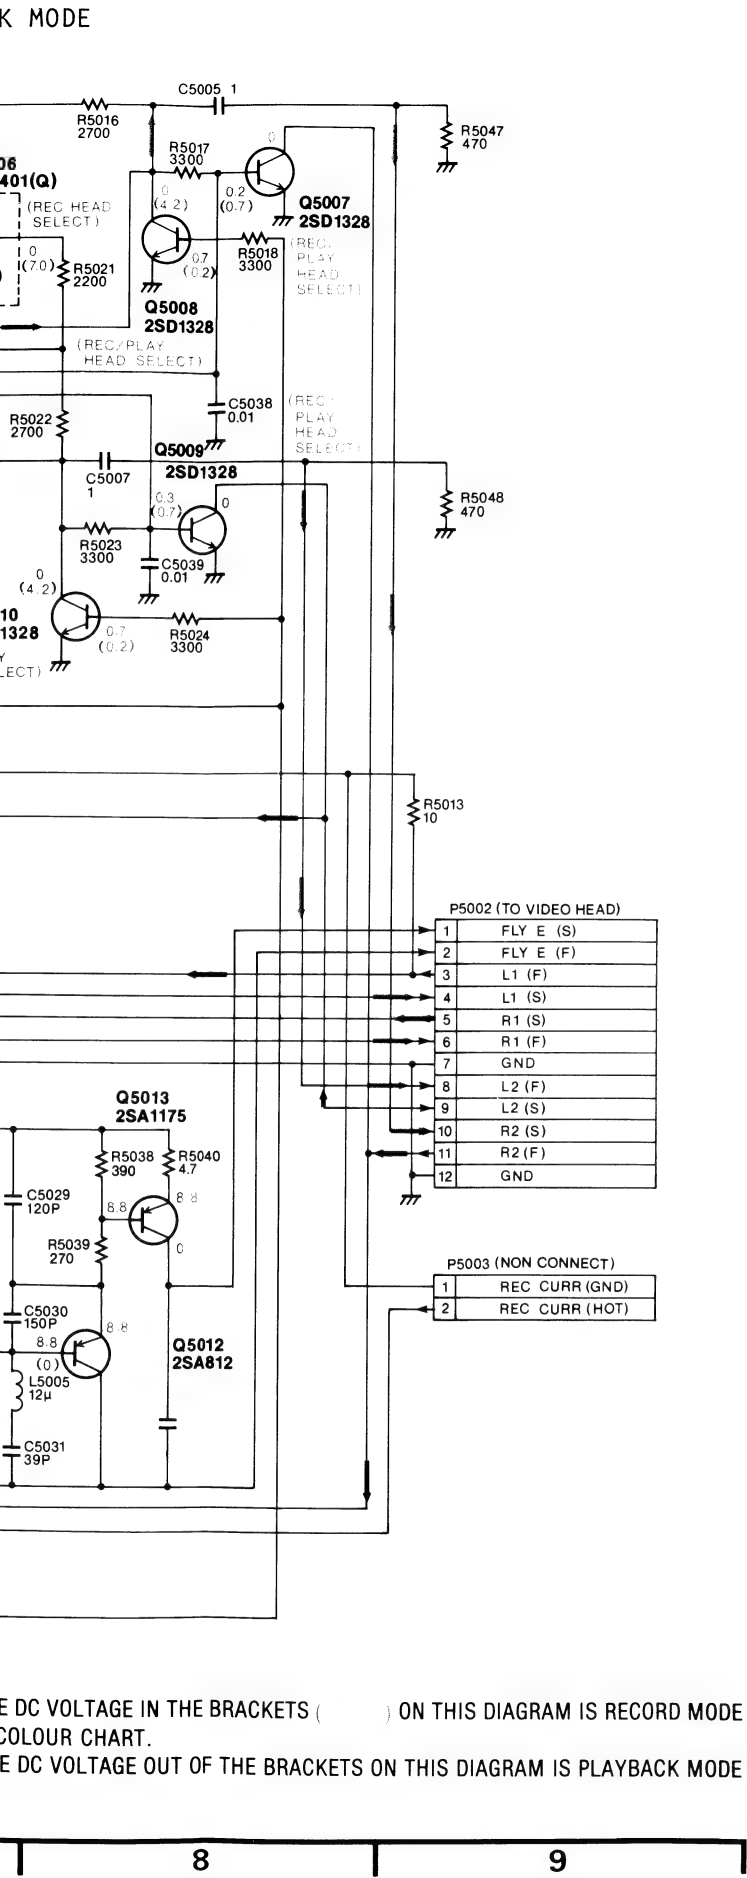 K MODE
C5005 1
R5016
2700
R5047
470
R5017
3300
06
401(Q)
(REC HEAD
SELECT)
0
0
(4.2)
0.2
(0.7)
Q5007
2SD1328
0
(7.0)
R5021
2200
0.7
(0.2)
R5018
3300
(REC/
PLAY
HEAD
SELECT)
Q5008
2SD1328
(REC/PLAY
HEAD SELECT)
C5038
0.01
(REC/
PLAY
HEAD
SELECT)
R5022
2700
Q5009
2SD1328
C5007
1
0.3
(0.7)
0
R5048
470
R5023
3300
C5039
0.01
0
(4.2)
10
1328
0.7
(0.2)
R5024
3300
Y
LECT)
R5013
10
P5002 (TO VIDEO HEAD)
1 FLY E (S)
2 FLY E (F)
3 L1 (F)
4 L1 (S)
5 R1 (S)
6 R1 (F)
7 GND
8 L2 (F)
9 L2 (S)
10 R2 (S)
11 R2 (F)
12 GND
Q5013
2SA1175
R5038
390
R5040
4.7
C5029
120P
8.8
8.8
R5039
270
0
P5003 (NON CONNECT)
1 REC CURR (GND)
2 REC CURR (HOT)
C5030
150P
8.8
8.8
(0)
Q5012
2SA812
L5005
12μ
C5031
39P
E DC VOLTAGE IN THE BRACKETS ( ) ON THIS DIAGRAM IS RECORD MODE
COLOUR CHART.
E DC VOLTAGE OUT OF THE BRACKETS ON THIS DIAGRAM IS PLAYBACK MODE
8 9